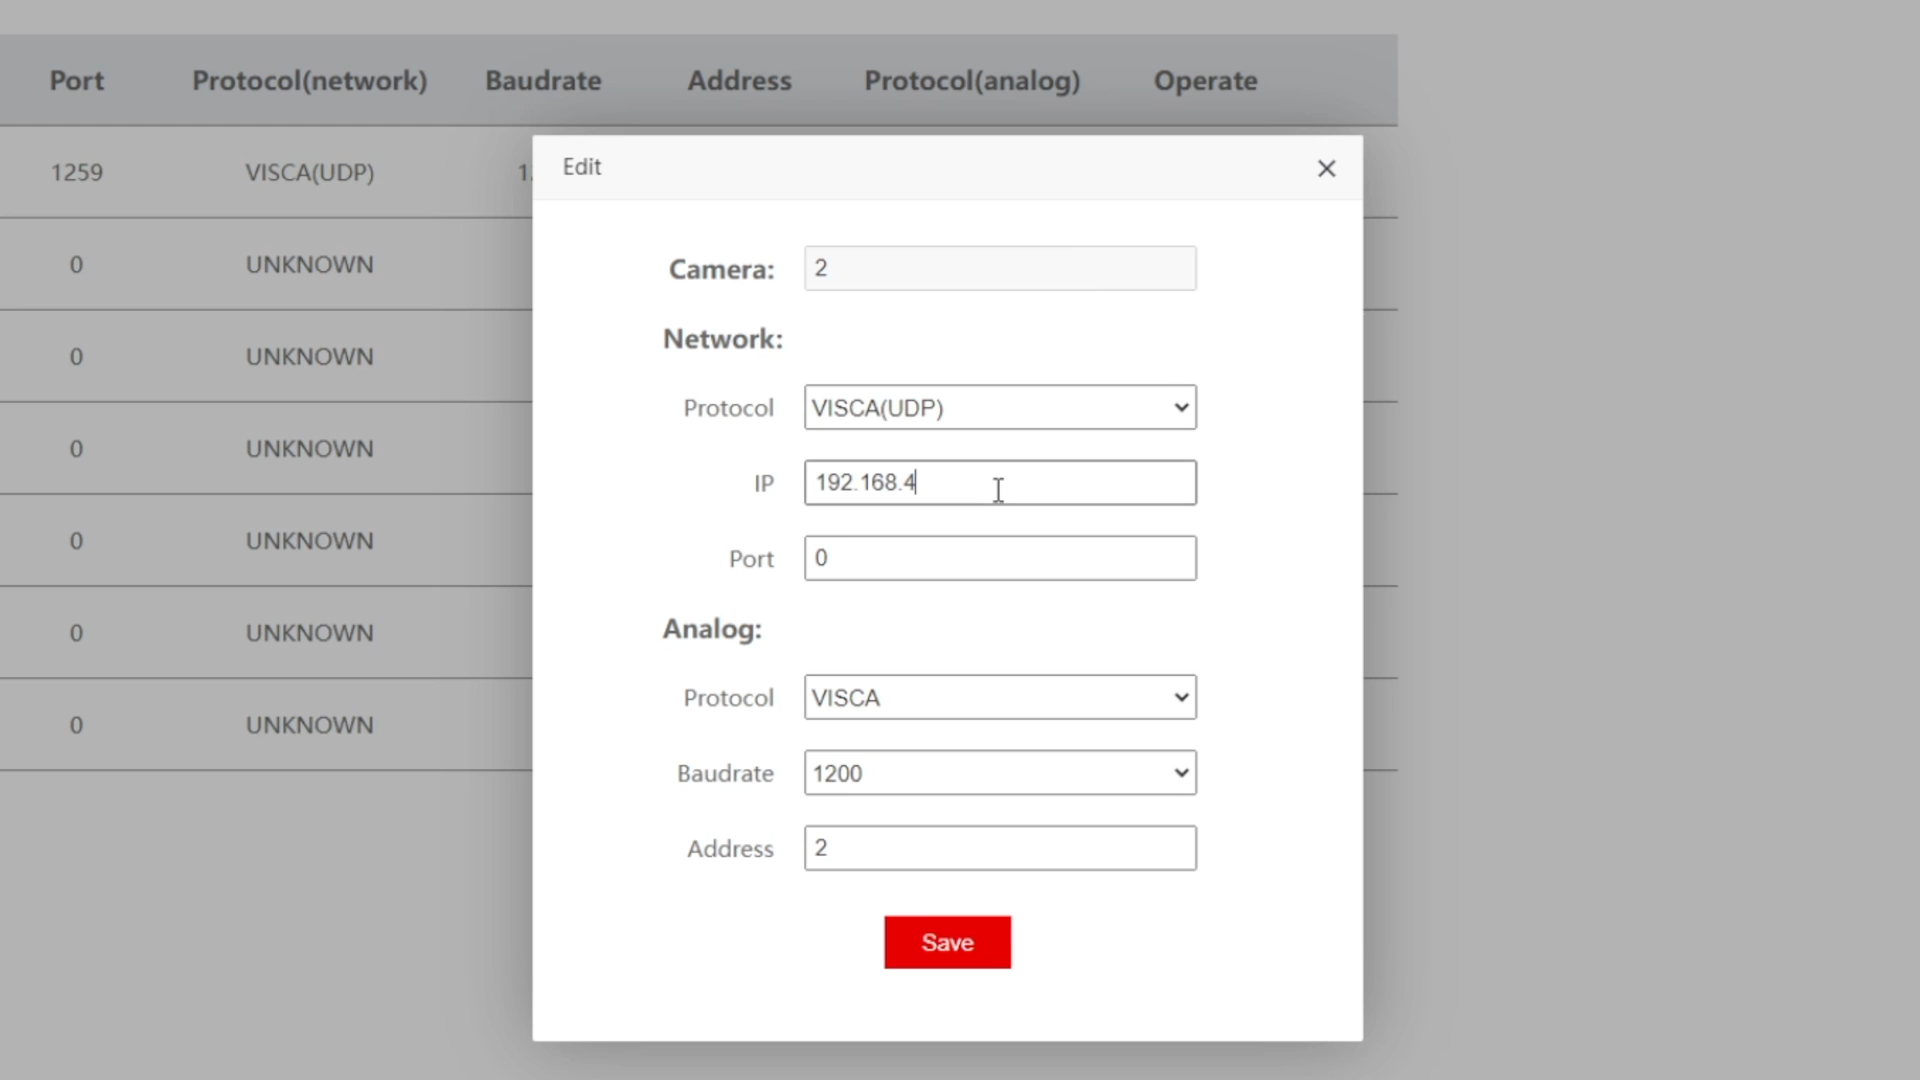 Port Protocol(network) Baudrate Address Protocol(analog) Operate
1259 VISCA(UDP)
0 UNKNOWN
0 UNKNOWN
0 UNKNOWN
0 UNKNOWN
0 UNKNOWN
0 UNKNOWN
Edit
Camera: 2
Network:
Protocol VISCA(UDP)
IP 192.168.4
Port 0
Analog:
Protocol VISCA
Baudrate 1200
Address 2
Save